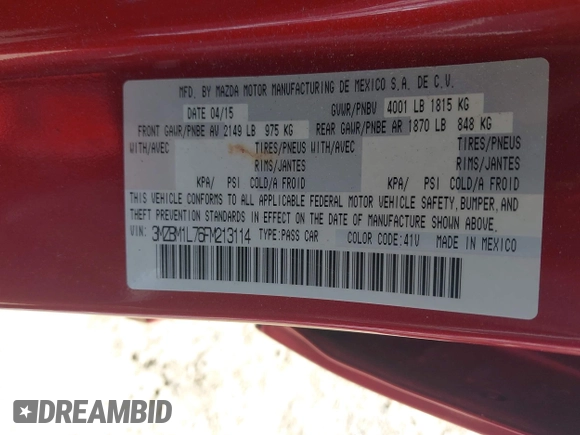 MFD. BY MAZDA MOTOR MANUFACTURING DE MEXICO S.A. DE C.V.
DATE 04/15 GVWR/PNBV 4001 LB 1815 KG
FRONT GAWR/PNBE AV 2149 LB 975 KG REAR GAWR/PNBE AR 1870 LB 848 KG
WITH/AVEC TIRES/PNEUS WITH/AVEC TIRES/PNEUS
RIMS/JANTES RIMS/JANTES
KPA/ PSI COLD/A FROID KPA/ PSI COLD/A FROID
THIS VEHICLE CONFORMS TO ALL APPLICABLE FEDERAL MOTOR VEHICLE SAFETY, BUMPER, AND
THEFT PREVENTION STANDARDS IN EFFECT ON THE DATE OF MANUFACTURE SHOWN ABOVE.
VIN: 3MZBM1L76FM213114 TYPE: PASS CAR COLOR CODE: 41V MADE IN MEXICO
DREAMBID